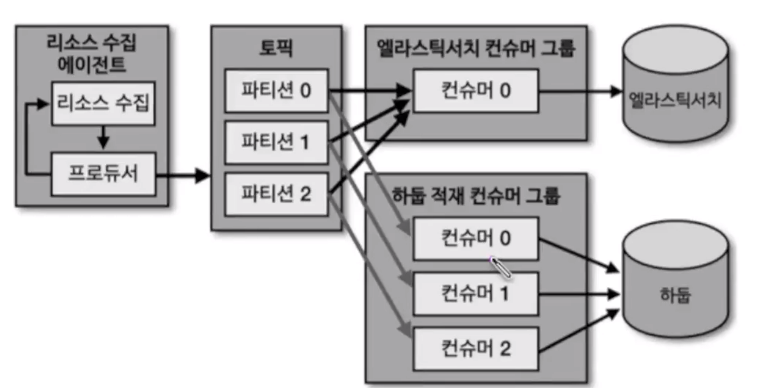 리소스 수집
에이전트
리소스 수집
프로듀서
토픽
파티션 0
파티션 1
파티션 2
엘라스틱서치 컨슈머 그룹
컨슈머 0
엘라스틱서치
하둡 적재 컨슈머 그룹
컨슈머 0
컨슈머 1
컨슈머 2
하둡